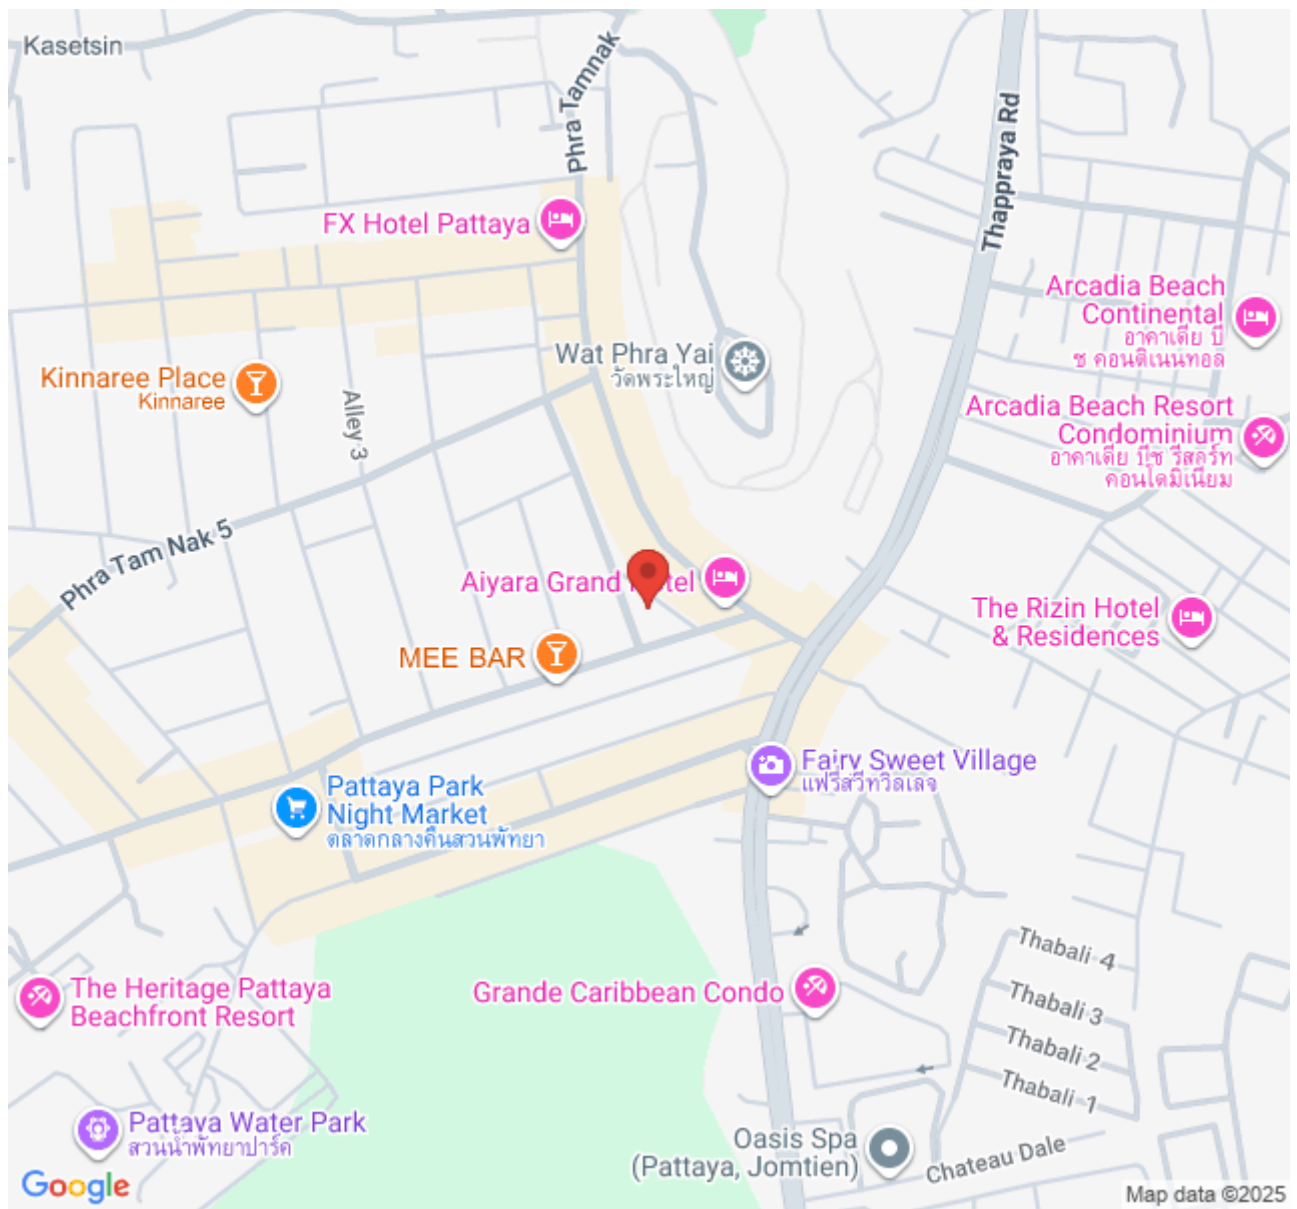 Kasetsin
Phra Tamnak
Thappraya Rd
FX Hotel Pattaya
Arcadia Beach
Continental
อาคาเดีย บี
ช คอนติเนนทอล
Wat Phra Yai
วัดพระใหญ่
Kinnaree Place
Kinnaree
Alley 3
Arcadia Beach Resort
Condominium
อาคาเดีย บีช รีสอร์ท
คอนโดมิเนียม
Phra Tam Nak 5
Aiyara Grand Hotel
The Rizin Hotel
& Residences
MEE BAR
Fairy Sweet Village
แฟรี่สวีทวิลเลจ
Pattaya Park
Night Market
ตลาดกลางคืนสวนพัทยา
Thabali 4
The Heritage Pattaya
Beachfront Resort
Grande Caribbean Condo
Thabali 3
Thabali 2
Thabali 1
Pattaya Water Park
สวนน้ำพัทยาปาร์ค
Oasis Spa
(Pattaya, Jomtien)
Chateau Dale
Google
Map data ©2025